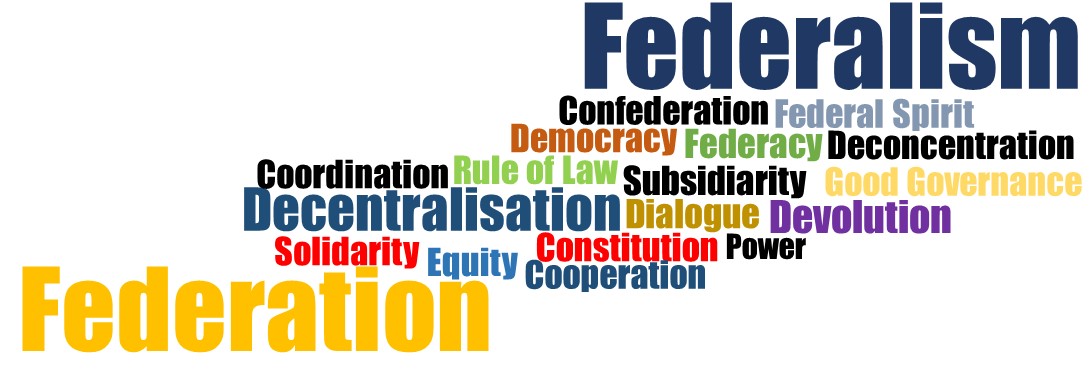 Federalism
Confederation Federal Spirit
Democracy Federacy Deconcentration
Coordination Rule of Law Subsidiarity Good Governance
Decentralisation Dialogue Devolution
Solidarity Equity Constitution Power
Cooperation
Federation